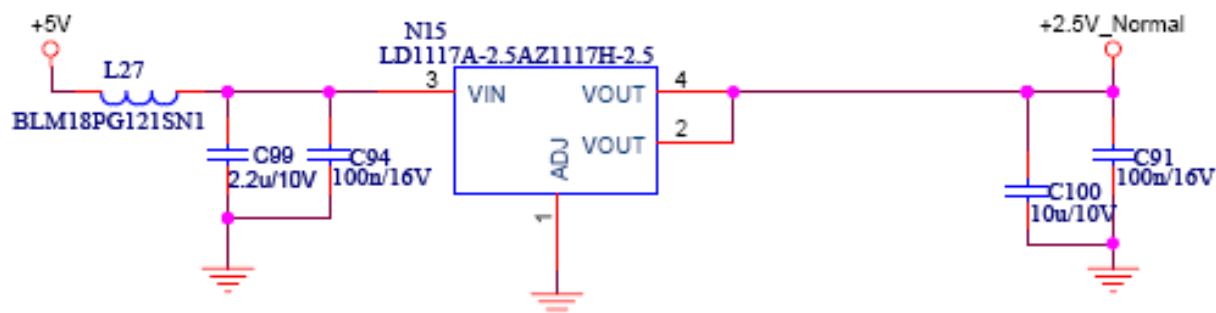 +5V
L27
BLM18PG121SN1
C99
2.2u/10V
C94
100n/16V
N15
LD1117A-2.5AZ1117H-2.5
3
VIN
VOUT
4
VOUT
2
ADJ
1
+2.5V_Normal
C100
10u/10V
C91
100n/16V